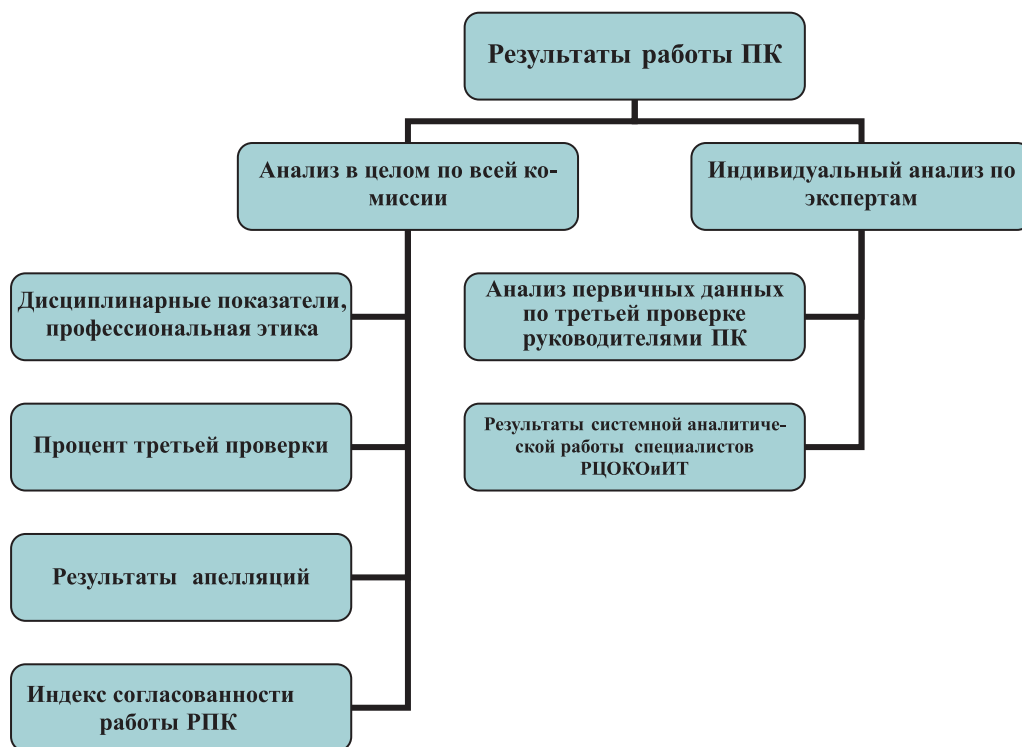 Результаты работы ПК
Анализ в целом по всей ко-
миссии
Индивидуальный анализ по
экспертам
Дисциплинарные показатели,
профессиональная этика
Процент третьей проверки
Результаты апелляций
Индекс согласованности
работы РПК
Анализ первичных данных
по третьей проверке
руководителями ПК
Результаты системной аналитиче-
ской работы специалистов
РЦОКОиИТ